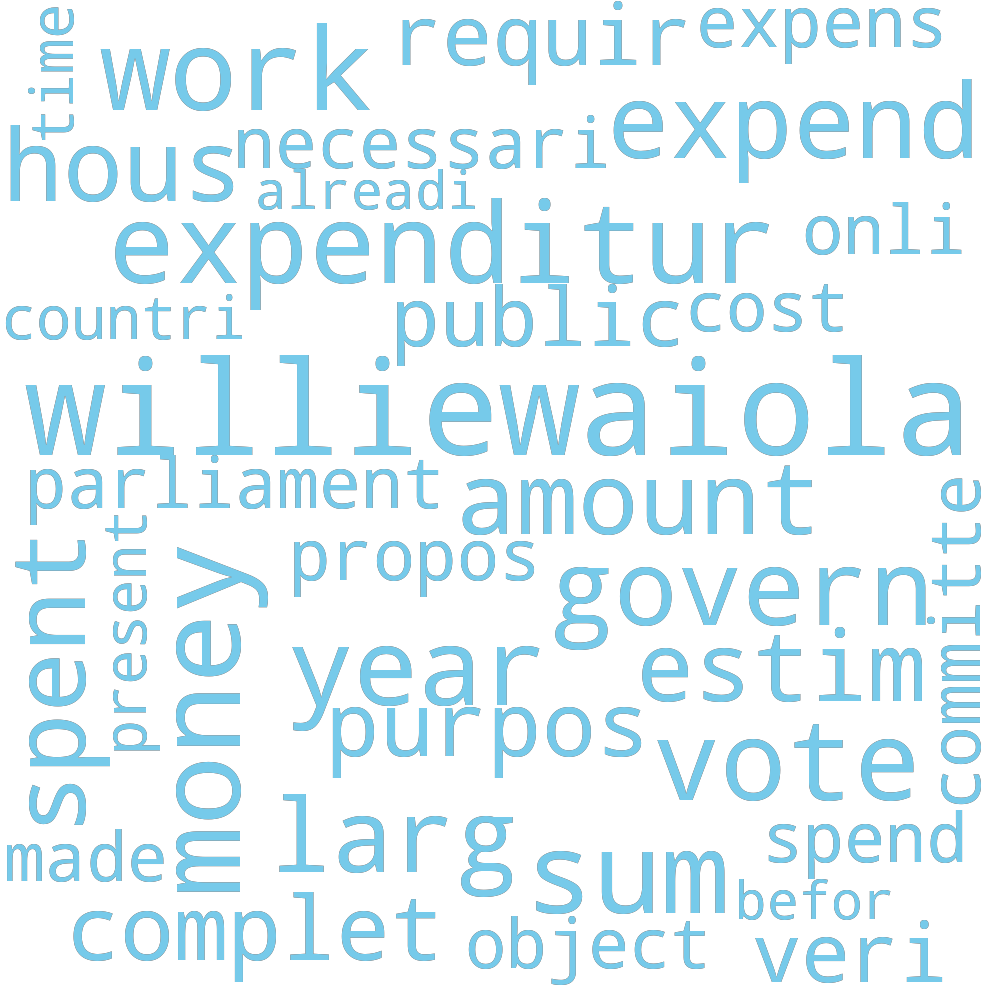 time
work
requir
expens
hous
necessari
expend
alreadi
expenditur
onli
countri
public
cost
williewaiola
parliament
amount
committe
spent
present
money
propos
govern
year
estim
purpos
vote
made
larg
sum
spend
complet
object
befor
veri